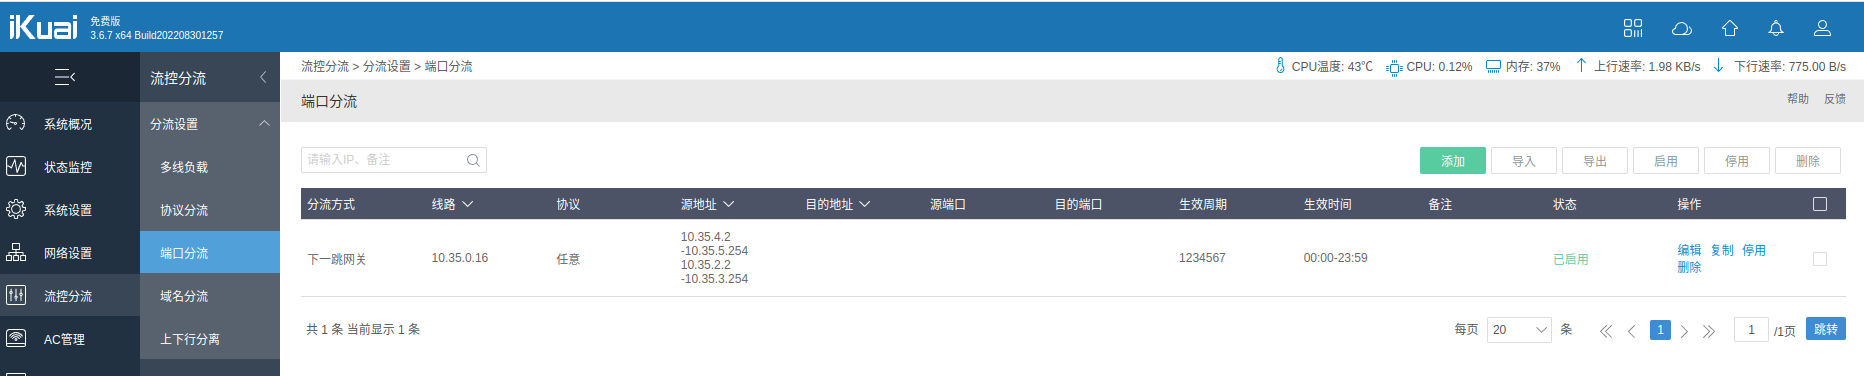 iKuai 免费版
3.6.7 x64 Build202208301257
流控分流
流控分流 > 分流设置 > 端口分流
CPU温度: 43℃ CPU: 0.12% 内存: 37% 上行速率: 1.98 KB/s 下行速率: 775.00 B/s
端口分流
帮助 反馈
系统概况
分流设置
状态监控
多线负载
系统设置
协议分流
网络设置
端口分流
流控分流
域名分流
AC管理
上下行分离
请输入IP、备注
添加 导入 导出 启用 停用 删除
分流方式 线路 协议 源地址 目的地址 源端口 目的端口 生效周期 生效时间 备注 状态 操作
下一跳网关 10.35.0.16 任意
10.35.4.2
-10.35.5.254
10.35.2.2
-10.35.3.254
1234567 00:00-23:59 已启用
编辑 复制 停用
删除
共 1 条 当前显示 1 条
每页 20 条 1 1 /1页 跳转